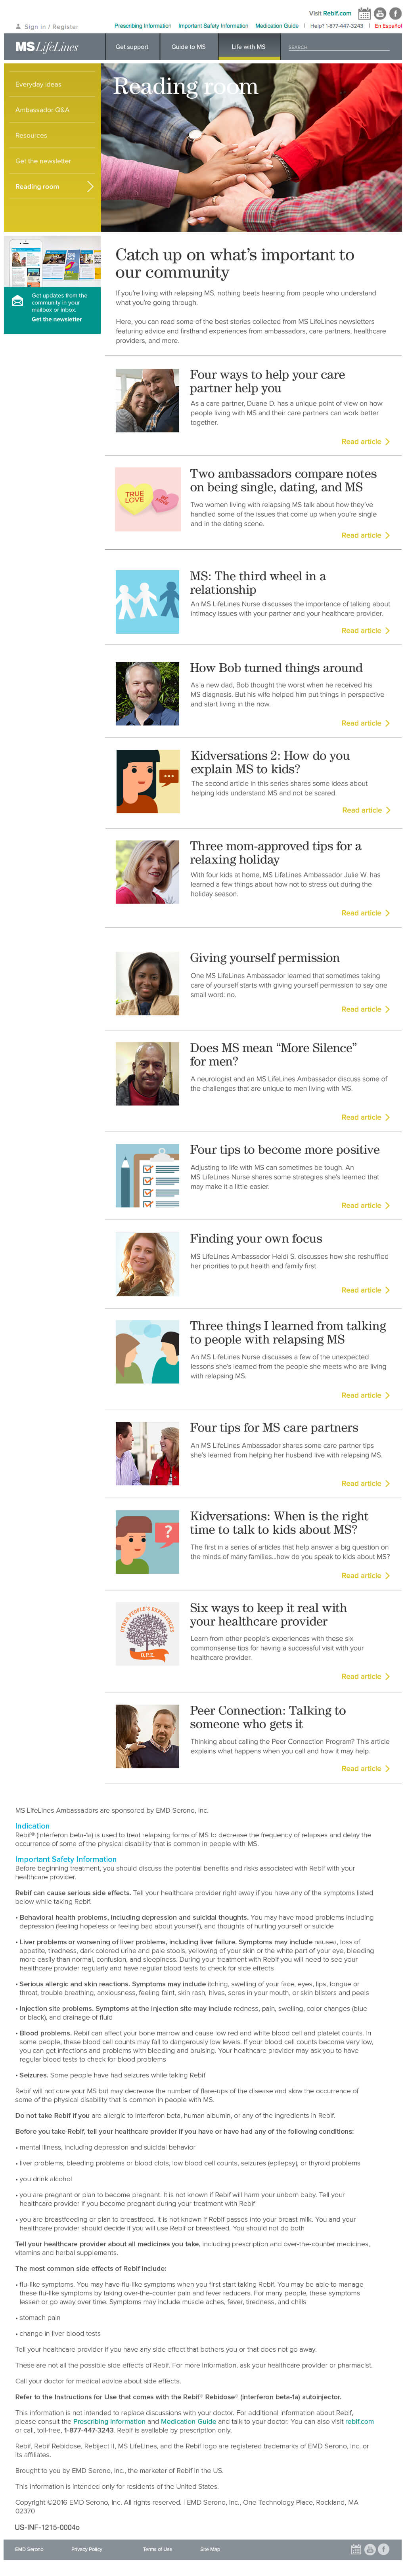 Visit Rebif.com
Sign in / Register
Prescribing Information Important Safety Information Medication Guide | Help? 1-877-447-3243 | En Español
MS LifeLines
Get support Guide to MS Life with MS SEARCH
Everyday ideas
Ambassador Q&A
Resources
Get the newsletter
Reading room
Reading room
Get updates from the
community in your
mailbox or inbox.
Get the newsletter
Catch up on what's important to
our community
If you're living with relapsing MS, nothing beats hearing from people who understand
what you're going through.
Here, you can read some of the best stories collected from MS LifeLines newsletters
featuring advice and firsthand experiences from ambassadors, care partners, healthcare
providers, and more.
Four ways to help your care
partner help you
As a care partner, Duane D. has a unique point of view on how
people living with MS and their care partners can work better
together.
Read article
TRUE
LOVE
Two ambassadors compare notes
on being single, dating, and MS
Two women living with relapsing MS talk about how they've
handled some of the issues that come up when you're single
and in the dating scene.
Read article
MS: The third wheel in a
relationship
An MS LifeLines Nurse discusses the importance of talking about
intimacy issues with your partner and your healthcare provider.
Read article
How Bob turned things around
As a new dad, Bob thought the worst when he received his
MS diagnosis. But his wife helped him put things in perspective
and start living in the now.
Read article
Kidversations 2: How do you
explain MS to kids?
The second article in this series shares some ideas about
helping kids understand MS and not be scared.
Read article
Three mom-approved tips for a
relaxing holiday
With four kids at home, MS LifeLines Ambassador Julie W. has
learned a few things about how not to stress out during the
holiday season.
Read article
Giving yourself permission
One MS LifeLines Ambassador learned that sometimes taking
care of yourself starts with giving yourself permission to say one
small word: no.
Read article
Does MS mean “More Silence”
for men?
A neurologist and an MS LifeLines Ambassador discuss some of
the challenges that are unique to men living with MS.
Read article
Four tips to become more positive
Adjusting to life with MS can sometimes be tough. An
MS LifeLines Nurse shares some strategies she's learned that
may make it a little easier.
Read article
Finding your own focus
MS LifeLines Ambassador Heidi S. discusses how she reshuffled
her priorities to put health and family first.
Read article
Three things I learned from talking
to people with relapsing MS
An MS LifeLines Nurse discusses a few of the unexpected
lessons she's learned from the people she meets who are living
with relapsing MS.
Read article
Four tips for MS care partners
An MS LifeLines Ambassador shares some care partner tips
she's learned from helping her husband live with relapsing MS.
Read article
?
Kidversations: When is the right
time to talk to kids about MS?
The first in a series of articles that help answer a big question on
the minds of many families...how do you speak to kids about MS?
Read article
OTHER PEOPLE'S EXPERIENCES
O.P.E.
Six ways to keep it real with
your healthcare provider
Learn from other people's experiences with these six
commonsense tips for having a successful visit with your
healthcare provider.
Read article
Peer Connection: Talking to
someone who gets it
Thinking about calling the Peer Connection Program? This article
explains what happens when you call and how it may help.
Read article
MS LifeLines Ambassadors are sponsored by EMD Serono, Inc.
Indication
Rebif® (interferon beta-1a) is used to treat relapsing forms of MS to decrease the frequency of relapses and delay the
occurrence of some of the physical disability that is common in people with MS.
Important Safety Information
Before beginning treatment, you should discuss the potential benefits and risks associated with Rebif with your
healthcare provider.
Rebif can cause serious side effects. Tell your healthcare provider right away if you have any of the symptoms listed
below while taking Rebif.
• Behavioral health problems, including depression and suicidal thoughts. You may have mood problems including
depression (feeling hopeless or feeling bad about yourself), and thoughts of hurting yourself or suicide
• Liver problems or worsening of liver problems, including liver failure. Symptoms may include nausea, loss of
appetite, tiredness, dark colored urine and pale stools, yellowing of your skin or the white part of your eye, bleeding
more easily than normal, confusion, and sleepiness. During your treatment with Rebif you will need to see your
healthcare provider regularly and have regular blood tests to check for side effects
• Serious allergic and skin reactions. Symptoms may include itching, swelling of your face, eyes, lips, tongue or
throat, trouble breathing, anxiousness, feeling faint, skin rash, hives, sores in your mouth, or skin blisters and peels
• Injection site problems. Symptoms at the injection site may include redness, pain, swelling, color changes (blue
or black), and drainage of fluid
• Blood problems. Rebif can affect your bone marrow and cause low red and white blood cell and platelet counts. In
some people, these blood cell counts may fall to dangerously low levels. If your blood cell counts become very low,
you can get infections and problems with bleeding and bruising. Your healthcare provider may ask you to have
regular blood tests to check for blood problems
• Seizures. Some people have had seizures while taking Rebif
Rebif will not cure your MS but may decrease the number of flare-ups of the disease and slow the occurrence of
some of the physical disability that is common in people with MS.
Do not take Rebif if you are allergic to interferon beta, human albumin, or any of the ingredients in Rebif.
Before you take Rebif, tell your healthcare provider if you have or have had any of the following conditions:
• mental illness, including depression and suicidal behavior
• liver problems, bleeding problems or blood clots, low blood cell counts, seizures (epilepsy), or thyroid problems
• you drink alcohol
• you are pregnant or plan to become pregnant. It is not known if Rebif will harm your unborn baby. Tell your
healthcare provider if you become pregnant during your treatment with Rebif
• you are breastfeeding or plan to breastfeed. It is not known if Rebif passes into your breast milk. You and your
healthcare provider should decide if you will use Rebif or breastfeed. You should not do both
Tell your healthcare provider about all medicines you take, including prescription and over-the-counter medicines,
vitamins and herbal supplements.
The most common side effects of Rebif include:
• flu-like symptoms. You may have flu-like symptoms when you first start taking Rebif. You may be able to manage
these flu-like symptoms by taking over-the-counter pain and fever reducers. For many people, these symptoms
lessen or go away over time. Symptoms may include muscle aches, fever, tiredness, and chills
• stomach pain
• change in liver blood tests
Tell your healthcare provider if you have any side effect that bothers you or that does not go away.
These are not all the possible side effects of Rebif. For more information, ask your healthcare provider or pharmacist.
Call your doctor for medical advice about side effects.
Refer to the Instructions for Use that comes with the Rebif® Rebidose® (interferon beta-1a) autoinjector.
This information is not intended to replace discussions with your doctor. For additional information about Rebif,
please consult the Prescribing Information and Medication Guide and talk to your doctor. You can also visit rebif.com
or call, toll-free, 1-877-447-3243. Rebif is available by prescription only.
Rebif, Rebif Rebidose, Rebiject II, MS LifeLines, and the Rebif logo are registered trademarks of EMD Serono, Inc. or
its affiliates.
Brought to you by EMD Serono, Inc., the marketer of Rebif in the US.
This information is intended only for residents of the United States.
Copyright ©2016 EMD Serono, Inc. All rights reserved. | EMD Serono, Inc., One Technology Place, Rockland, MA
02370
US-INF-1215-0004o
EMD Serono Privacy Policy Terms of Use Site Map